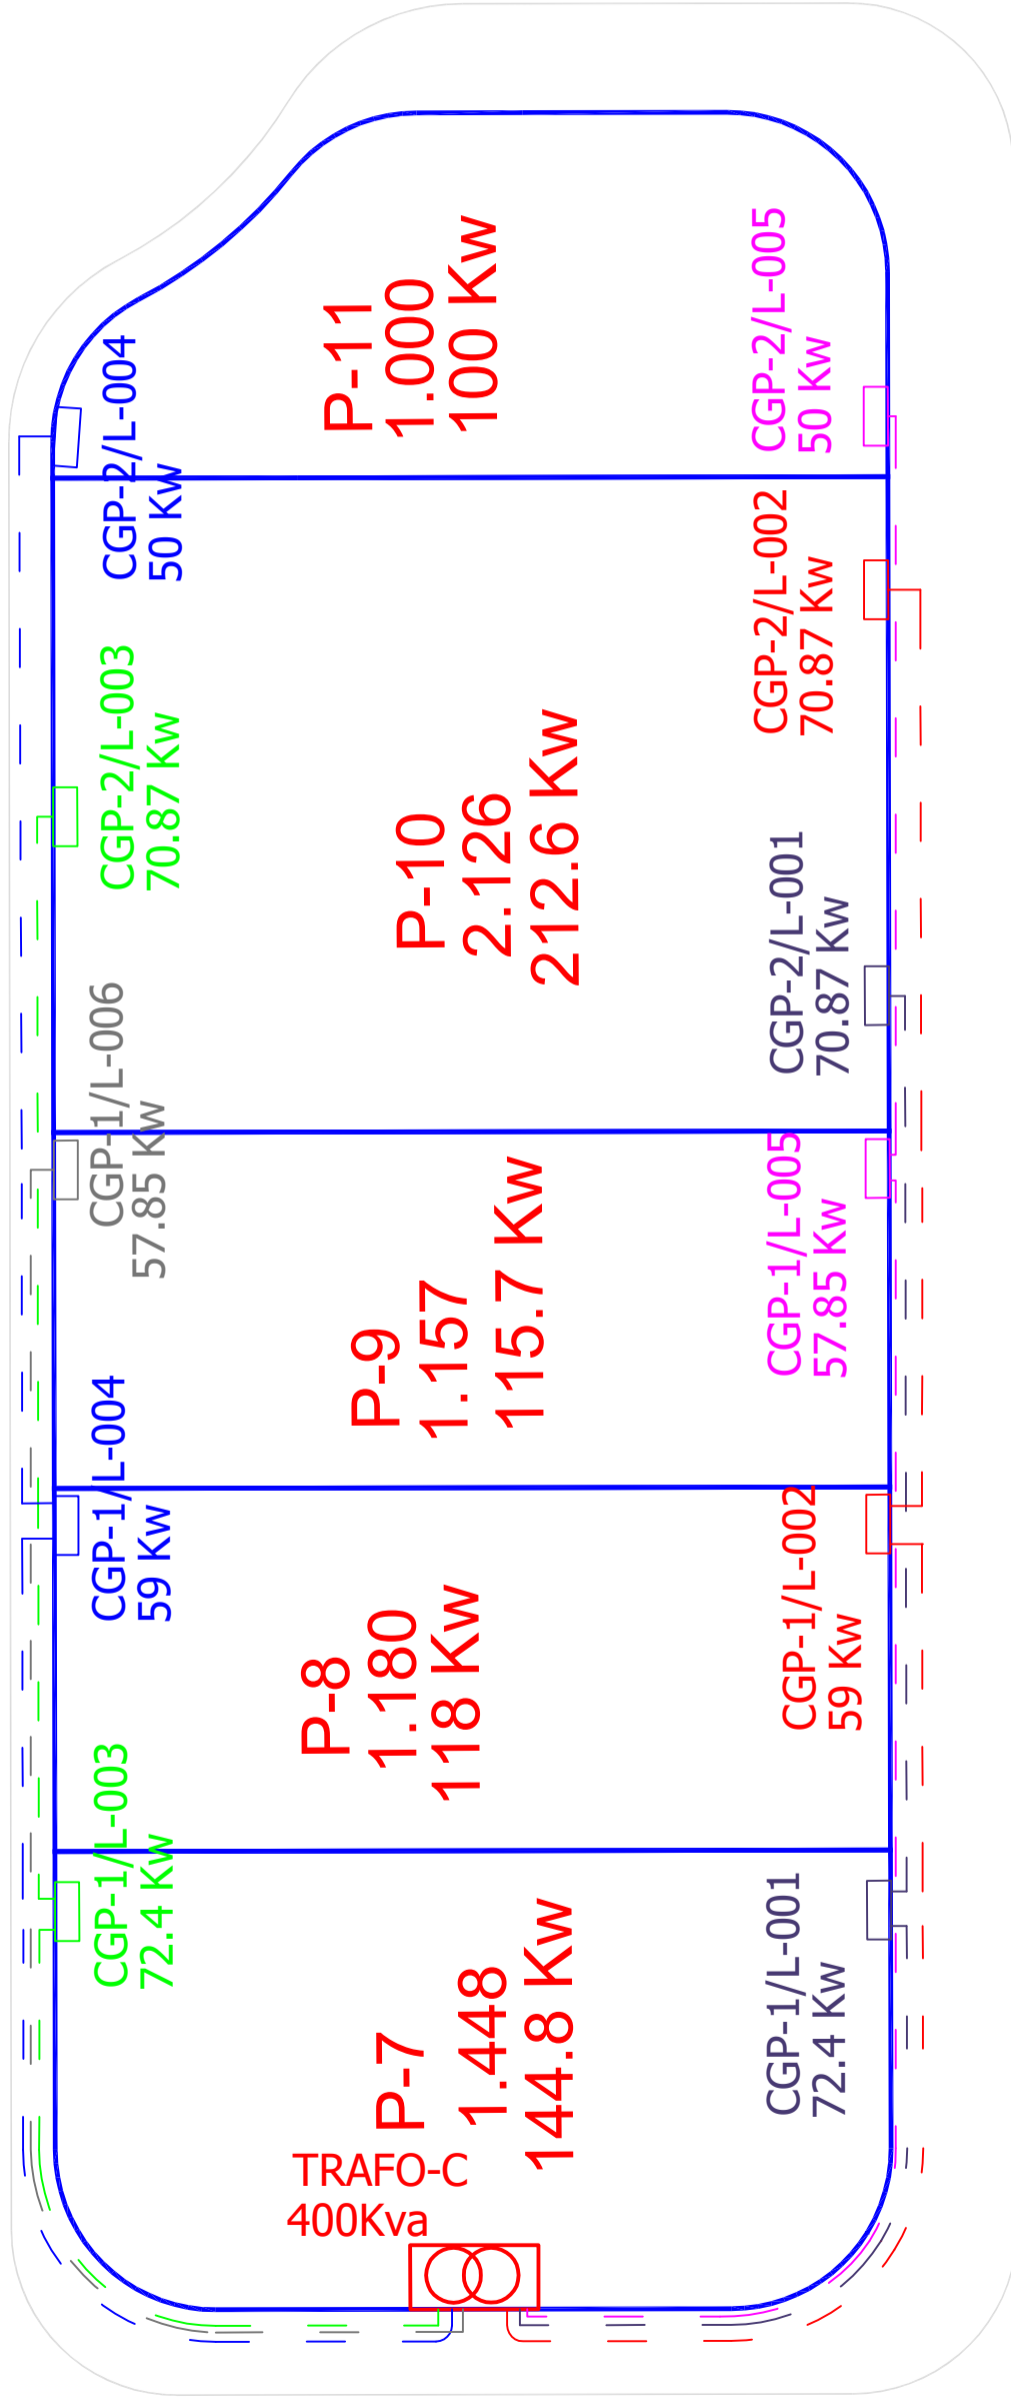 P-11
1.000
100 Kw
CGP-2/L-004
50 Kw
CGP-2/L-005
50 Kw
P-10
2.126
212.6 Kw
CGP-2/L-003
70.87 Kw
CGP-2/L-002
70.87 Kw
CGP-2/L-001
70.87 Kw
P-9
1.157
115.7 Kw
CGP-1/L-006
57.85 Kw
CGP-1/L-005
57.85 Kw
P-8
1.180
118 Kw
CGP-1/L-004
59 Kw
CGP-1/L-002
59 Kw
P-7
1.448
144.8 Kw
CGP-1/L-003
72.4 Kw
CGP-1/L-001
72.4 Kw
TRAFO-C
400Kva